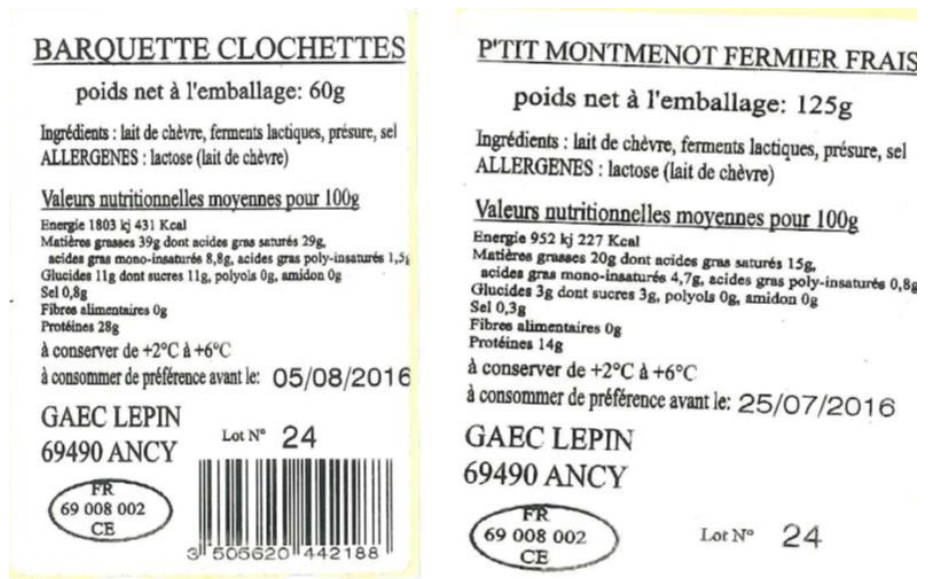 BARQUETTE CLOCHETTES
poids net à l'emballage: 60g
Ingrédients : lait de chèvre, ferments lactiques, présure, sel
ALLERGENES : lactose (lait de chèvre)
Valeurs nutritionnelles moyennes pour 100g
Energie 1803 kj 431 Kcal
Matières grasses 39g dont acides gras saturés 29g,
acides gras mono-insaturés 8,8g, acides gras poly-insaturés 1,5g
Glucides 11g dont sucres 11g, polyols 0g, amidon 0g
Sel 0,8g
Fibres alimentaires 0g
Protéines 28g
à conserver de +2°C à +6°C
à consommer de préférence avant le: 05/08/2016
GAEC LEPIN
69490 ANCY
Lot N° 24
FR
69 008 002
CE
3 505620 442188
P'TIT MONTMENOT FERMIER FRAIS
poids net à l'emballage: 125g
Ingrédients : lait de chèvre, ferments lactiques, présure, sel
ALLERGENES : lactose (lait de chèvre)
Valeurs nutritionnelles moyennes pour 100g
Energie 952 kj 227 Kcal
Matières grasses 20g dont acides gras saturés 15g,
acides gras mono-insaturés 4,7g, acides gras poly-insaturés 0,8g
Glucides 3g dont sucres 3g, polyols 0g, amidon 0g
Sel 0,3g
Fibres alimentaires 0g
Protéines 14g
à conserver de +2°C à +6°C
à consommer de préférence avant le: 25/07/2016
GAEC LEPIN
69490 ANCY
FR
69 008 002
CE
Lot N° 24